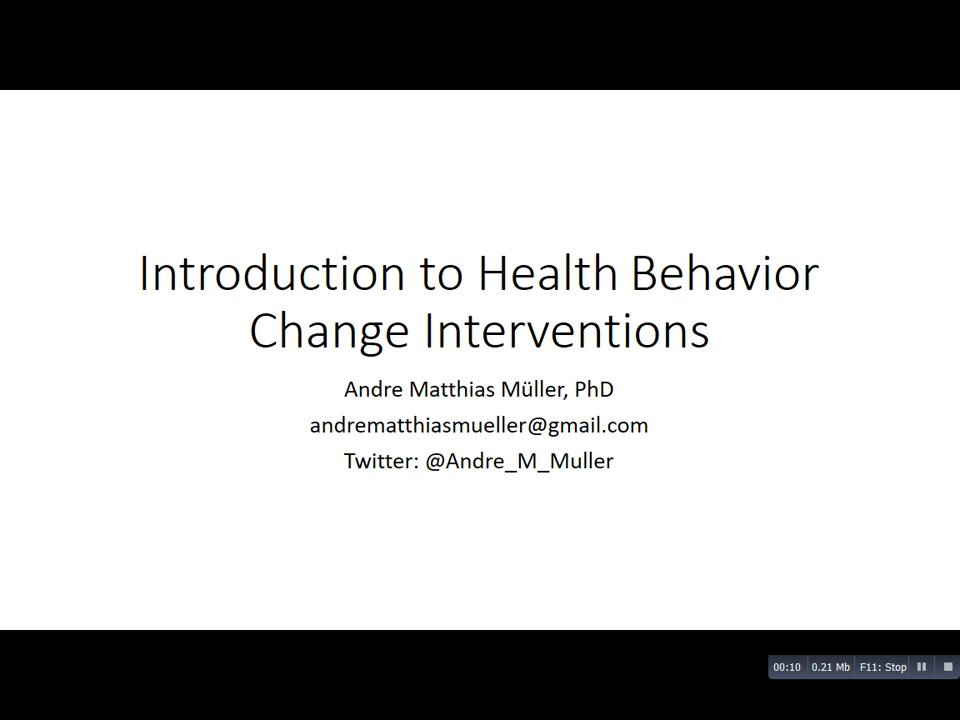 Introduction to Health Behavior
Change Interventions
Andre Matthias Müller, PhD
andrematthiasmueller@gmail.com
Twitter: @Andre_M_Muller
00:10 0.21 Mb F11: Stop